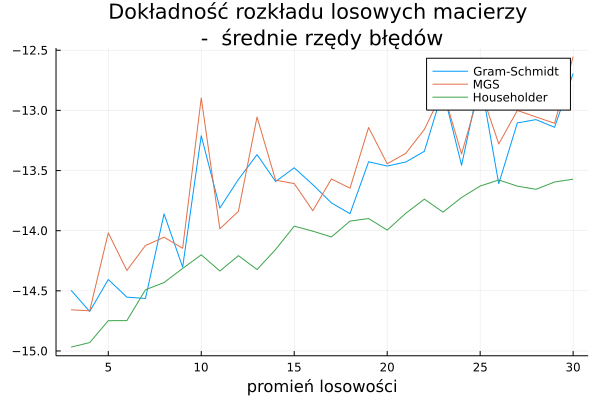 Dokładność rozkładu losowych macierzy
- średnie rzędy błędów
−12.5
−13.0
−13.5
−14.0
−14.5
−15.0
Gram-Schmidt
MGS
Householder
5
10
15
20
25
30
promień losowości